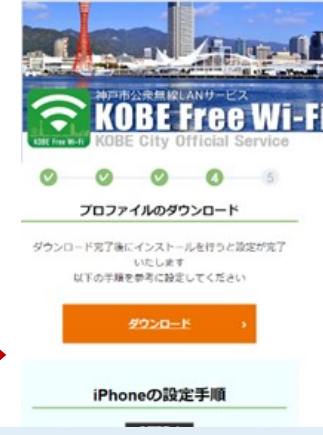 神戸市公衆無線LANサービス
KOBE Free Wi-Fi
KOBE Free Wi-Fi
KOBE City Official Service
4
5
プロファイルのダウンロード
ダウンロード完了後にインストールを行うと設定が完了
いたします
以下の手順を参考に設定してください
ダウンロード
iPhoneの設定手順